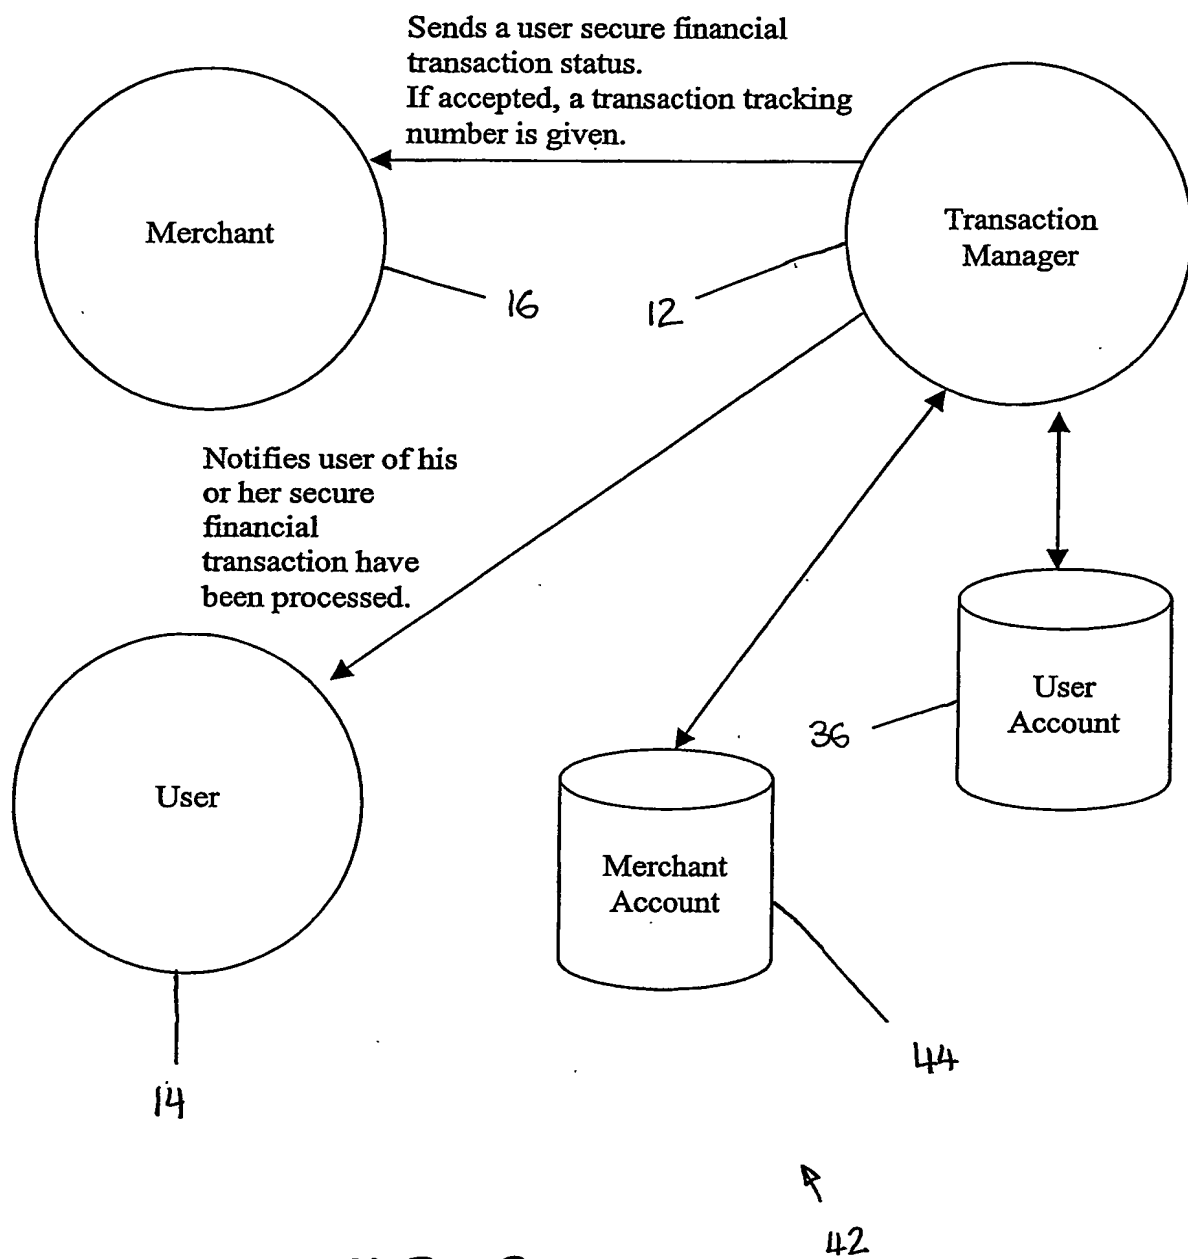 Sends a user secure financial
transaction status.
If accepted, a transaction tracking
number is given.
Merchant
Transaction
Manager
16
12
Notifies user of his
or her secure
financial
transaction have
been processed.
User
Account
36
User
Merchant
Account
44
14
42